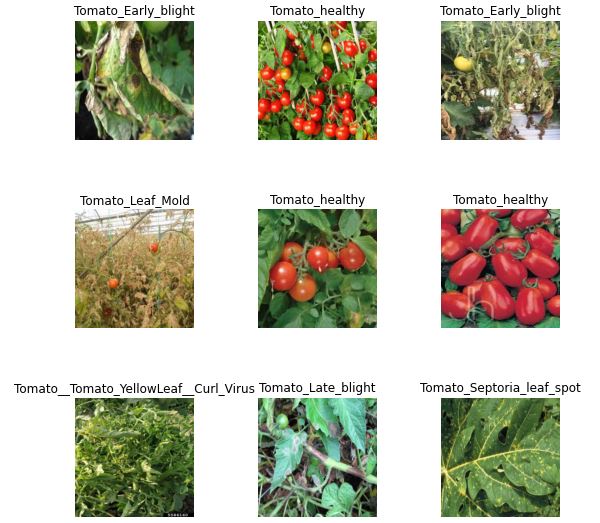 Tomato_Early_blight
Tomato_healthy
Tomato_Early_blight
Tomato_Leaf_Mold
Tomato_healthy
Tomato_healthy
Tomato__Tomato_YellowLeaf__Curl_Virus
Tomato_Late_blight
Tomato_Septoria_leaf_spot